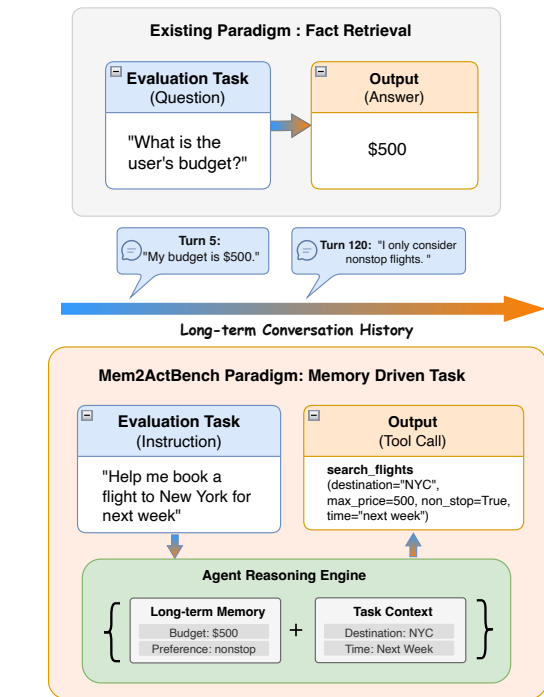 Existing Paradigm : Fact Retrieval
Evaluation Task
(Question)
"What is the
user's budget?"
Output
(Answer)
$500
Turn 5:
"My budget is $500."
Turn 120: "I only consider
nonstop flights. "
Long-term Conversation History
Mem2ActBench Paradigm: Memory Driven Task
Evaluation Task
(Instruction)
"Help me book a
flight to New York for
next week"
Output
(Tool Call)
search_flights
(destination="NYC",
max_price=500, non_stop=True,
time="next week")
Agent Reasoning Engine
Long-term Memory
Budget: $500
Preference: nonstop
+
Task Context
Destination: NYC
Time: Next Week